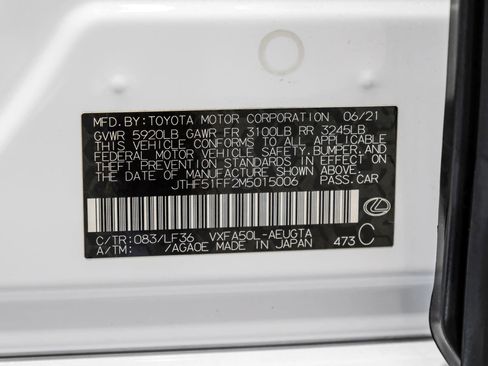 MFD.BY:TOYOTA MOTOR CORPORATION 06/21
GVWR 5920LB GAWR FR 3100LB RR 3245LB
THIS VEHICLE CONFORMS TO ALL APPLICABLE
FEDERAL MOTOR VEHICLE SAFETY, BUMPER, AND
THEFT PREVENTION STANDARDS IN EFFECT ON
THE DATE OF MANUFACTURE SHOWN ABOVE.
JTHF51FF2M5015006 PASS.CAR
C/TR:083/LF36 VXFA50L-AEUGTA
A/TM: /AGA0E MADE IN JAPAN 473 C